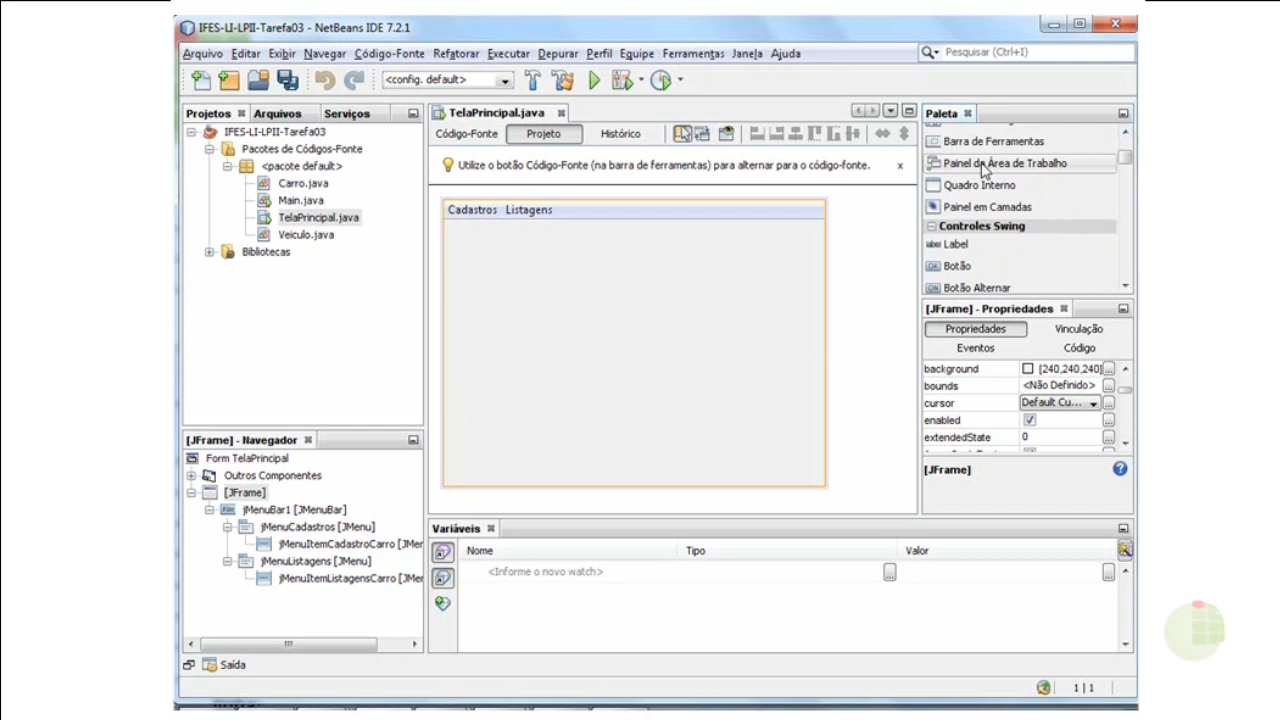 IFES-LI-LPII-Tarefa03 - NetBeans IDE 7.2.1
Arquivo Editar Exibir Navegar Código-Fonte Refatorar Executar Depurar Perfil Equipe Ferramentas Janela Ajuda
Pesquisar (Ctrl+I)
<config. default>
Projetos Arquivos Serviços
IFES-LI-LPII-Tarefa03
Pacotes de Códigos-Fonte
<pacote default>
Carro.java
Main.java
TelaPrincipal.java
Veiculo.java
Bibliotecas
TelaPrincipal.java
Código-Fonte Projeto Histórico
Utilize o botão Código-Fonte (na barra de ferramentas) para alternar para o código-fonte. x
Cadastros Listagens
Paleta
Barra de Ferramentas
Painel da Área de Trabalho
Quadro Interno
Painel em Camadas
Controles Swing
label Label
OK Botão
ON Botão Alternar
[JFrame] - Propriedades
Propriedades Vinculação
Eventos Código
background [240,240,240] ...
bounds <Não Definido> ...
cursor Default Cu... ...
enabled ...
extendedState 0 ...
[JFrame]
[JFrame] - Navegador
Form TelaPrincipal
Outros Componentes
[JFrame]
jMenuBar1 [JMenuBar]
jMenuCadastros [JMenu]
jMenuItemCadastroCarro [JMer
jMenuListagens [JMenu]
jMenuItemListagensCarro [JMe
Variáveis
Nome Tipo Valor
<Informe o novo watch> ... ...
Saída
1|1